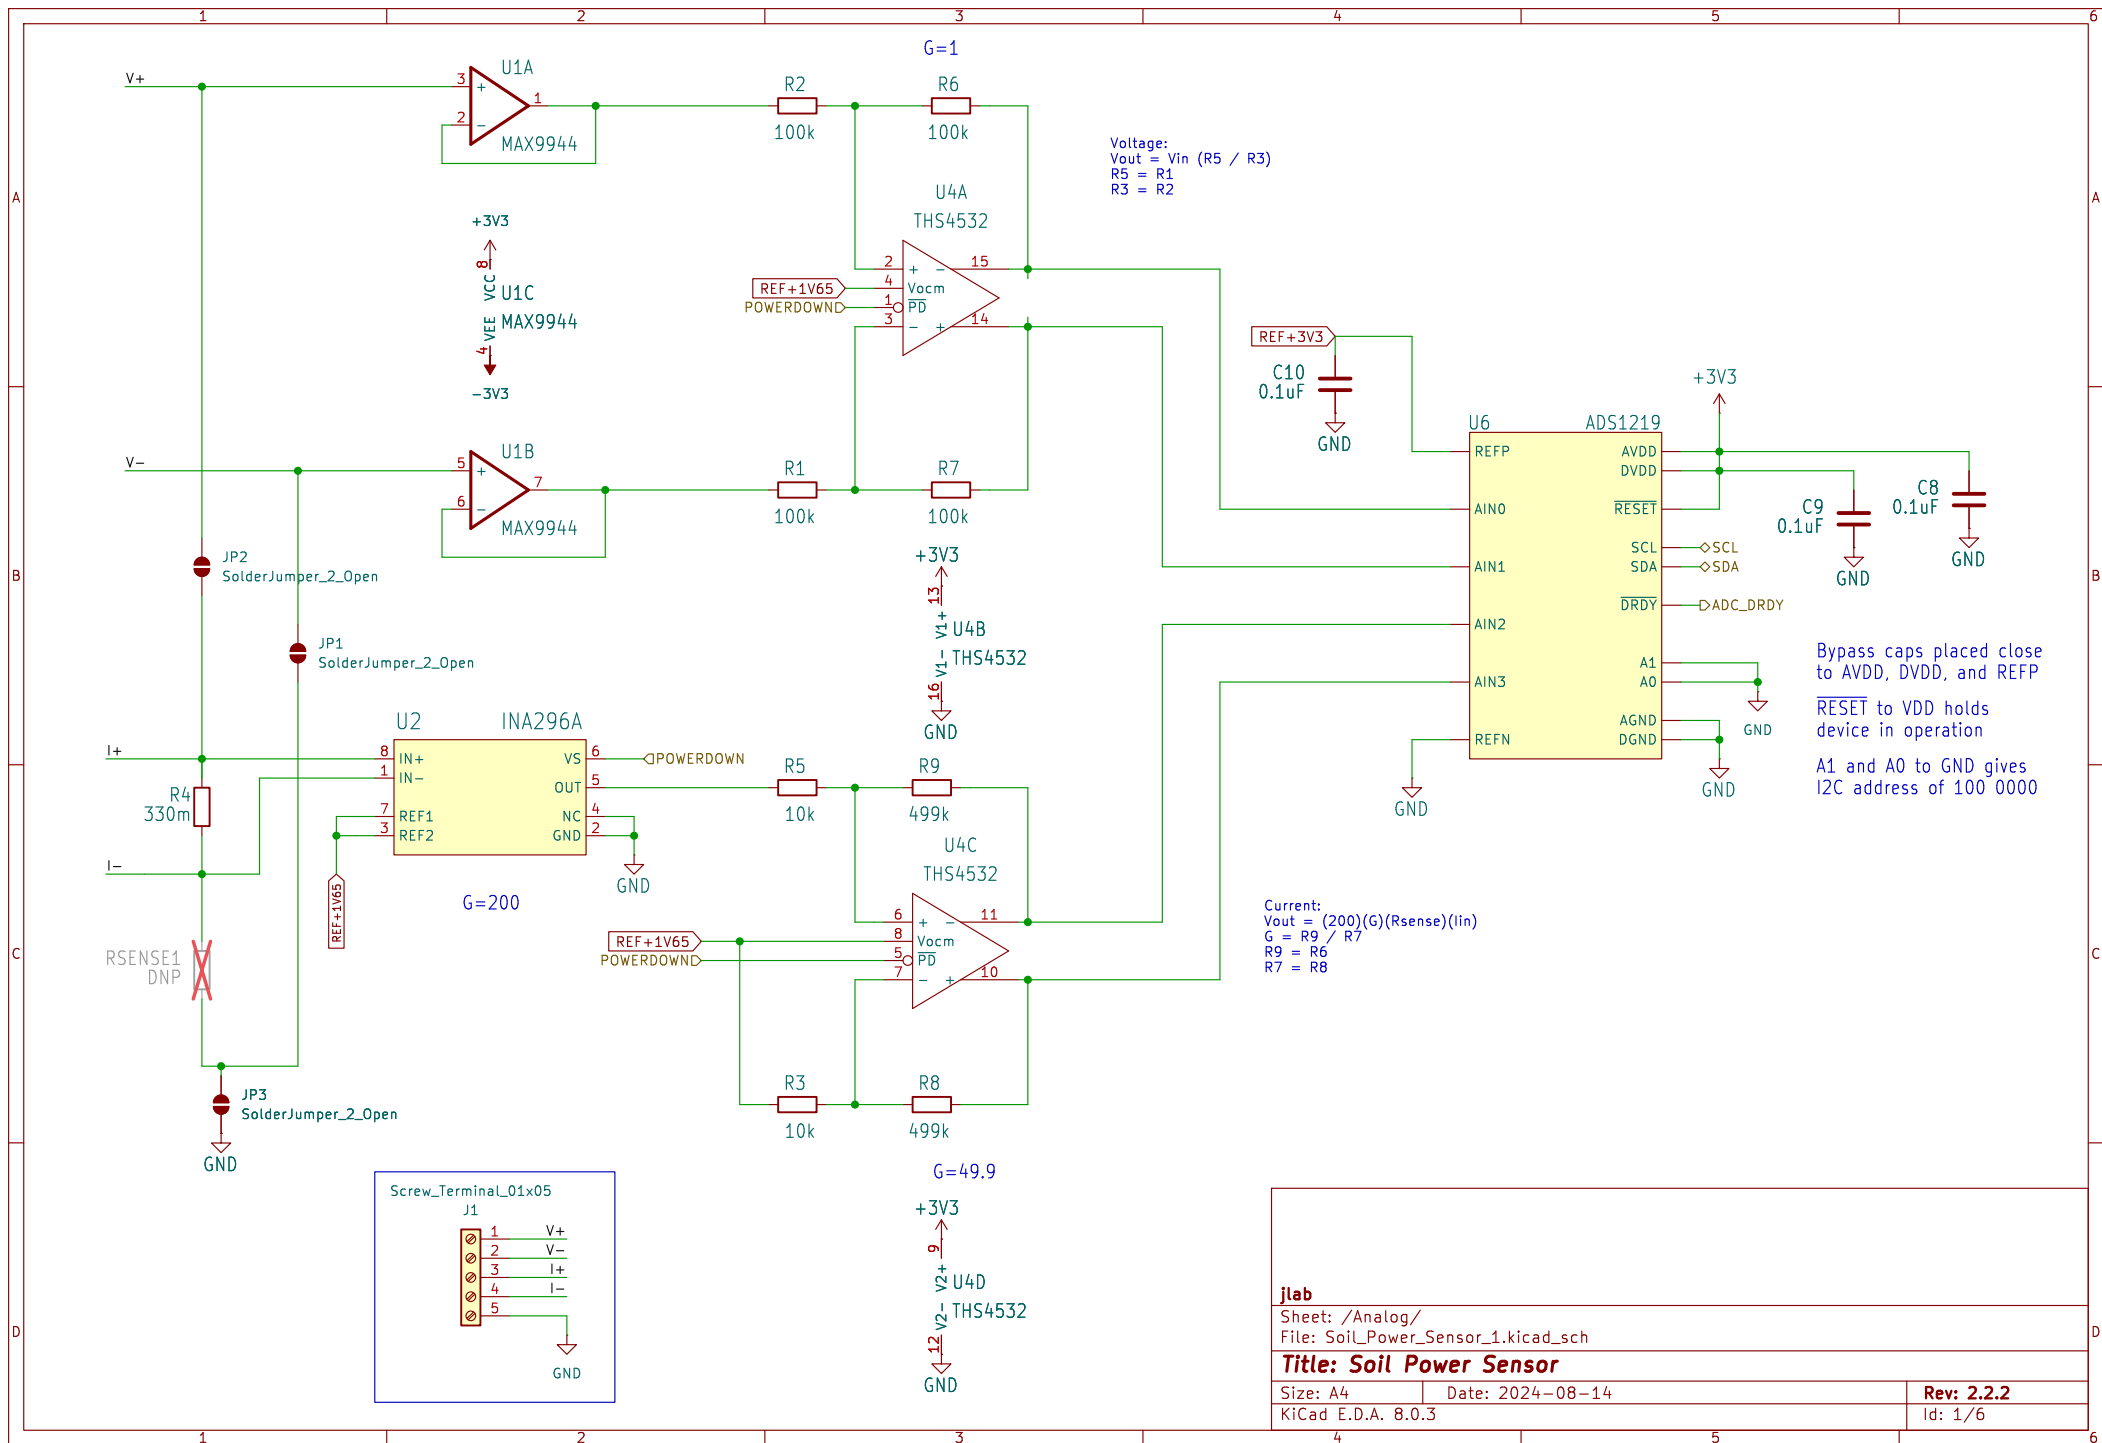 1 2 3 4 5 6
A
B
C
D
A
B
C
D
1 2 3 4 5 6
G=1
V+
3
2
+
−
1
U1A
MAX9944
R2
100k
R6
100k
Voltage:
Vout = Vin (R5 / R3)
R5 = R1
R3 = R2
U4A
THS4532
+3V3
8
VCC
U1C
MAX9944
VEE
4
-3V3
REF+1V65
POWERDOWN
2
4
1
3
+
−
Vocm
PD
−
+
15
14
REF+3V3
C10
0.1uF
GND
+3V3
V-
5
6
+
−
7
U1B
MAX9944
R1
100k
R7
100k
U6
ADS1219
REFP
AIN0
AIN1
AIN2
AIN3
REFN
AVDD
DVDD
RESET
SCL
SDA
DRDY
A1
A0
AGND
DGND
SCL
SDA
ADC_DRDY
C9
0.1uF
GND
C8
0.1uF
GND
GND
GND
GND
Bypass caps placed close
to AVDD, DVDD, and REFP
RESET to VDD holds
device in operation
A1 and A0 to GND gives
I2C address of 100 0000
JP2
SolderJumper_2_Open
JP1
SolderJumper_2_Open
+3V3
13
V1+
U4B
THS4532
V1-
16
GND
U2
INA296A
I+
8
1
7
3
IN+
IN-
REF1
REF2
VS
OUT
NC
GND
6
5
4
2
POWERDOWN
GND
R4
330m
I-
REF+1V65
G=200
R5
10k
R9
499k
U4C
THS4532
REF+1V65
POWERDOWN
6
8
5
7
+
Vocm
PD
−
−
+
11
10
Current:
Vout = (200)(G)(Rsense)(Iin)
G = R9 / R7
R9 = R6
R7 = R8
RSENSE1
DNP
JP3
SolderJumper_2_Open
GND
R3
10k
R8
499k
G=49.9
+3V3
9
V2+
U4D
THS4532
V2-
12
GND
Screw_Terminal_01x05
J1
1 V+
2 V-
3 I+
4 I-
5
GND
jlab
Sheet: /Analog/
File: Soil_Power_Sensor_1.kicad_sch
Title: Soil Power Sensor
Size: A4 Date: 2024-08-14 Rev: 2.2.2
KiCad E.D.A. 8.0.3 Id: 1/6